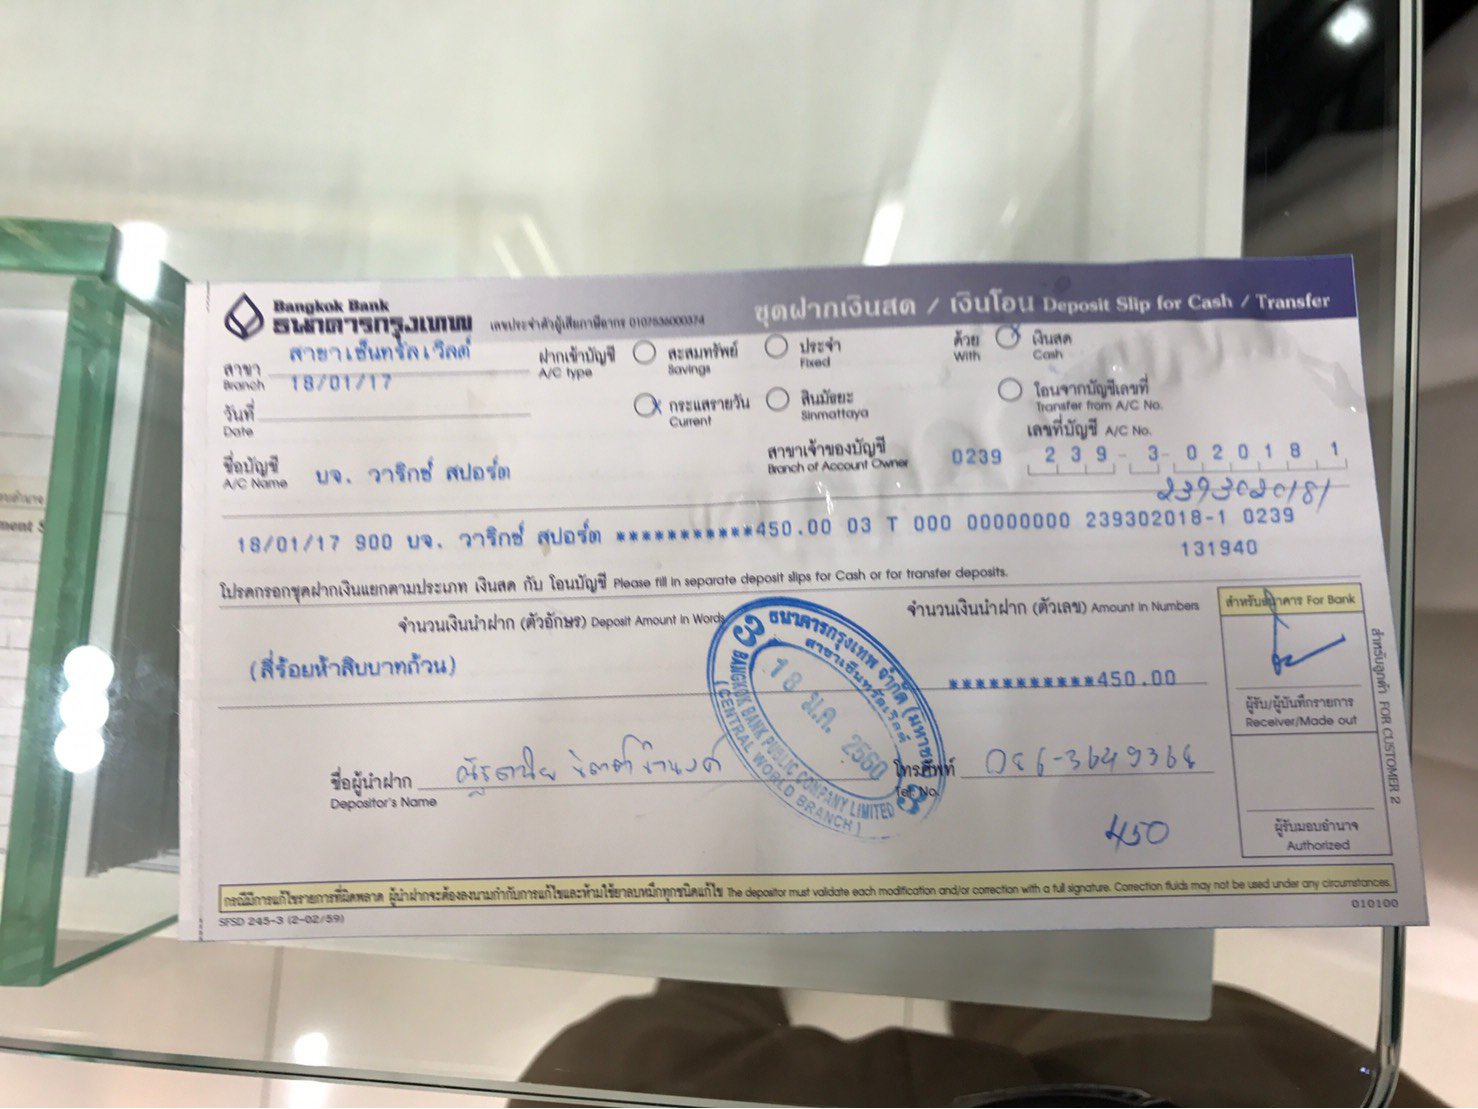 Bangkok Bank
ธนาคารกรุงเทพ
เลขประจำตัวผู้เสียภาษีอากร 0107536000374
ชุดฝากเงินสด / เงินโอน Deposit Slip for Cash / Transfer
สาขา Branch สาขาเซ็นทรัลเวิลด์
ฝากเข้าบัญชี A/C type
สะสมทรัพย์ Savings
ประจำ Fixed
ด้วย With
เงินสด Cash
วันที่ Date 18/01/17
กระแสรายวัน Current
สินมัธยะ Sinmattaya
โอนจากบัญชีเลขที่ Transfer from A/C No.
ชื่อบัญชี A/C Name บจ. วาริกซ์ สปอร์ต
สาขาเจ้าของบัญชี Branch of Account Owner 0239
เลขที่บัญชี A/C No.
239-3-02018 1
2393020181
18/01/17 900 บจ. วาริกซ์ สปอร์ต ***********450.00 03 T 000 00000000 239302018-1 0239
131940
โปรดกรอกชุดฝากเงินแยกตามประเภท เงินสด กับ โอนบัญชี Please fill in separate deposit slips for Cash or for transfer deposits.
จำนวนเงินนำฝาก (ตัวอักษร) Deposit Amount in Words
จำนวนเงินนำฝาก (ตัวเลข) Amount in Numbers
สำหรับธนาคาร For Bank
(สี่ร้อยห้าสิบบาทถ้วน)
***********450.00
ธนาคารกรุงเทพ จำกัด (มหาชน)
สาขาเซ็นทรัลเวิลด์
18 ม.ค. 2560
BANGKOK BANK PUBLIC COMPANY LIMITED
(CENTRAL WORLD BRANCH)
3
3
ผู้รับ/ผู้บันทึกรายการ
Receiver/Made out
ชื่อผู้นำฝาก
Depositor's Name
โทรศัพท์ Tel. No. 086-3649364
450
ผู้รับมอบอำนาจ
Authorized
สำหรับลูกค้า FOR CUSTOMER 2
กรณีมีการแก้ไขรายการที่ผิดพลาด ผู้นำฝากจะต้องลงนามกำกับการแก้ไขและห้ามใช้ยาลบหมึกทุกชนิดแก้ไข The depositor must validate each modification and/or correction with a full signature. Correction fluids may not be used under any circumstances.
SFSD 245-3 (2-02/59)
010100